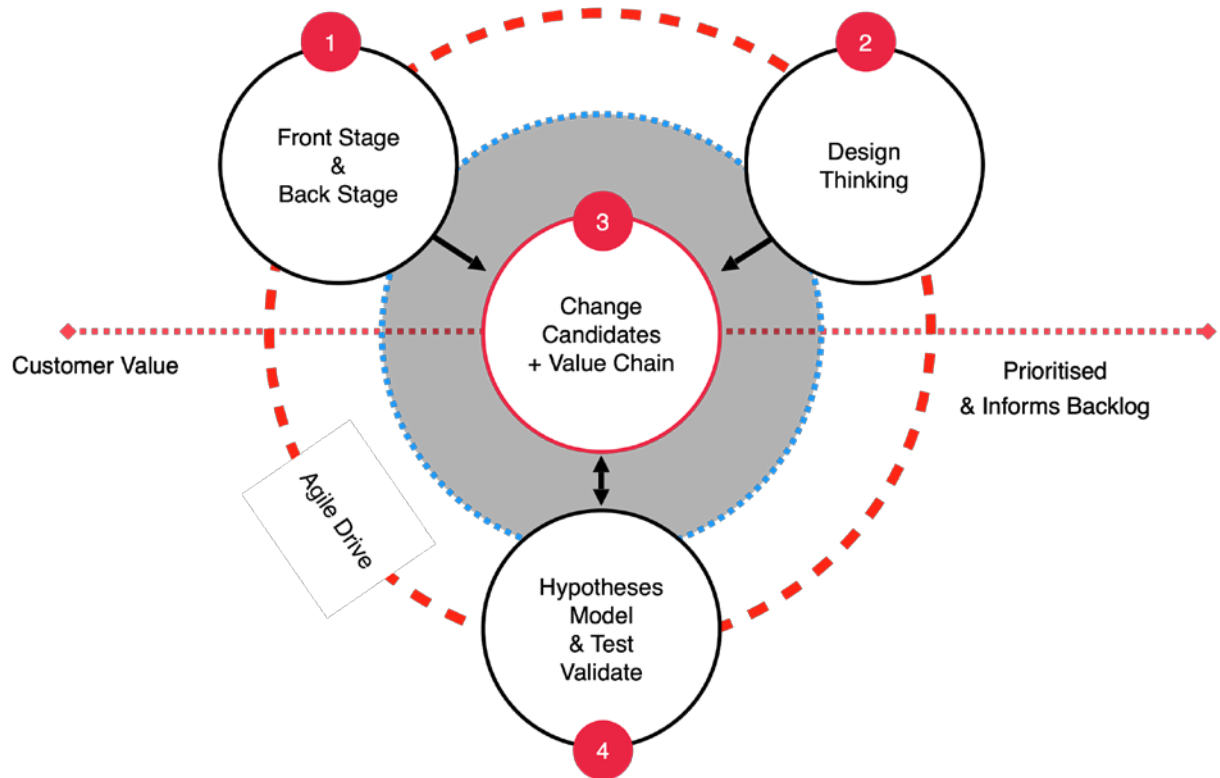 1
Front Stage
&
Back Stage
2
Design
Thinking
3
Change
Candidates
+ Value Chain
Customer Value
Prioritised
& Informs Backlog
Agile Drive
Hypotheses
Model
& Test
Validate
4